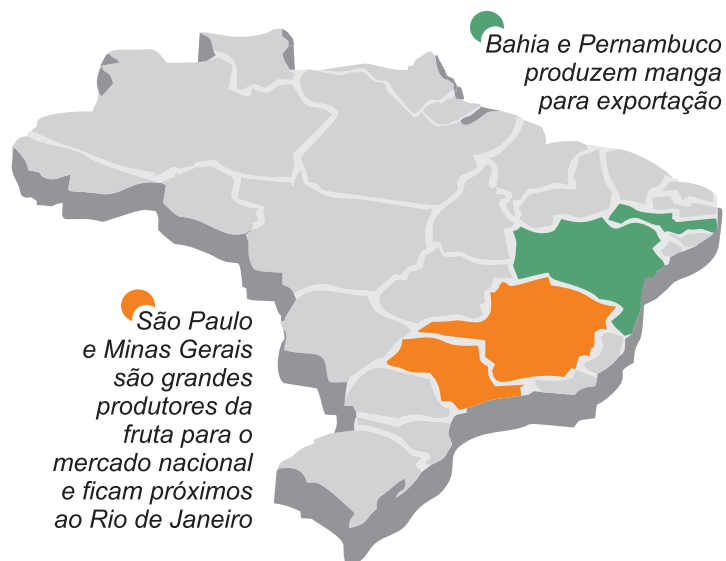 Bahia e Pernambuco
produzem manga
para exportação
São Paulo
e Minas Gerais
são grandes
produtores da
fruta para o
mercado nacional
e ficam próximos
ao Rio de Janeiro